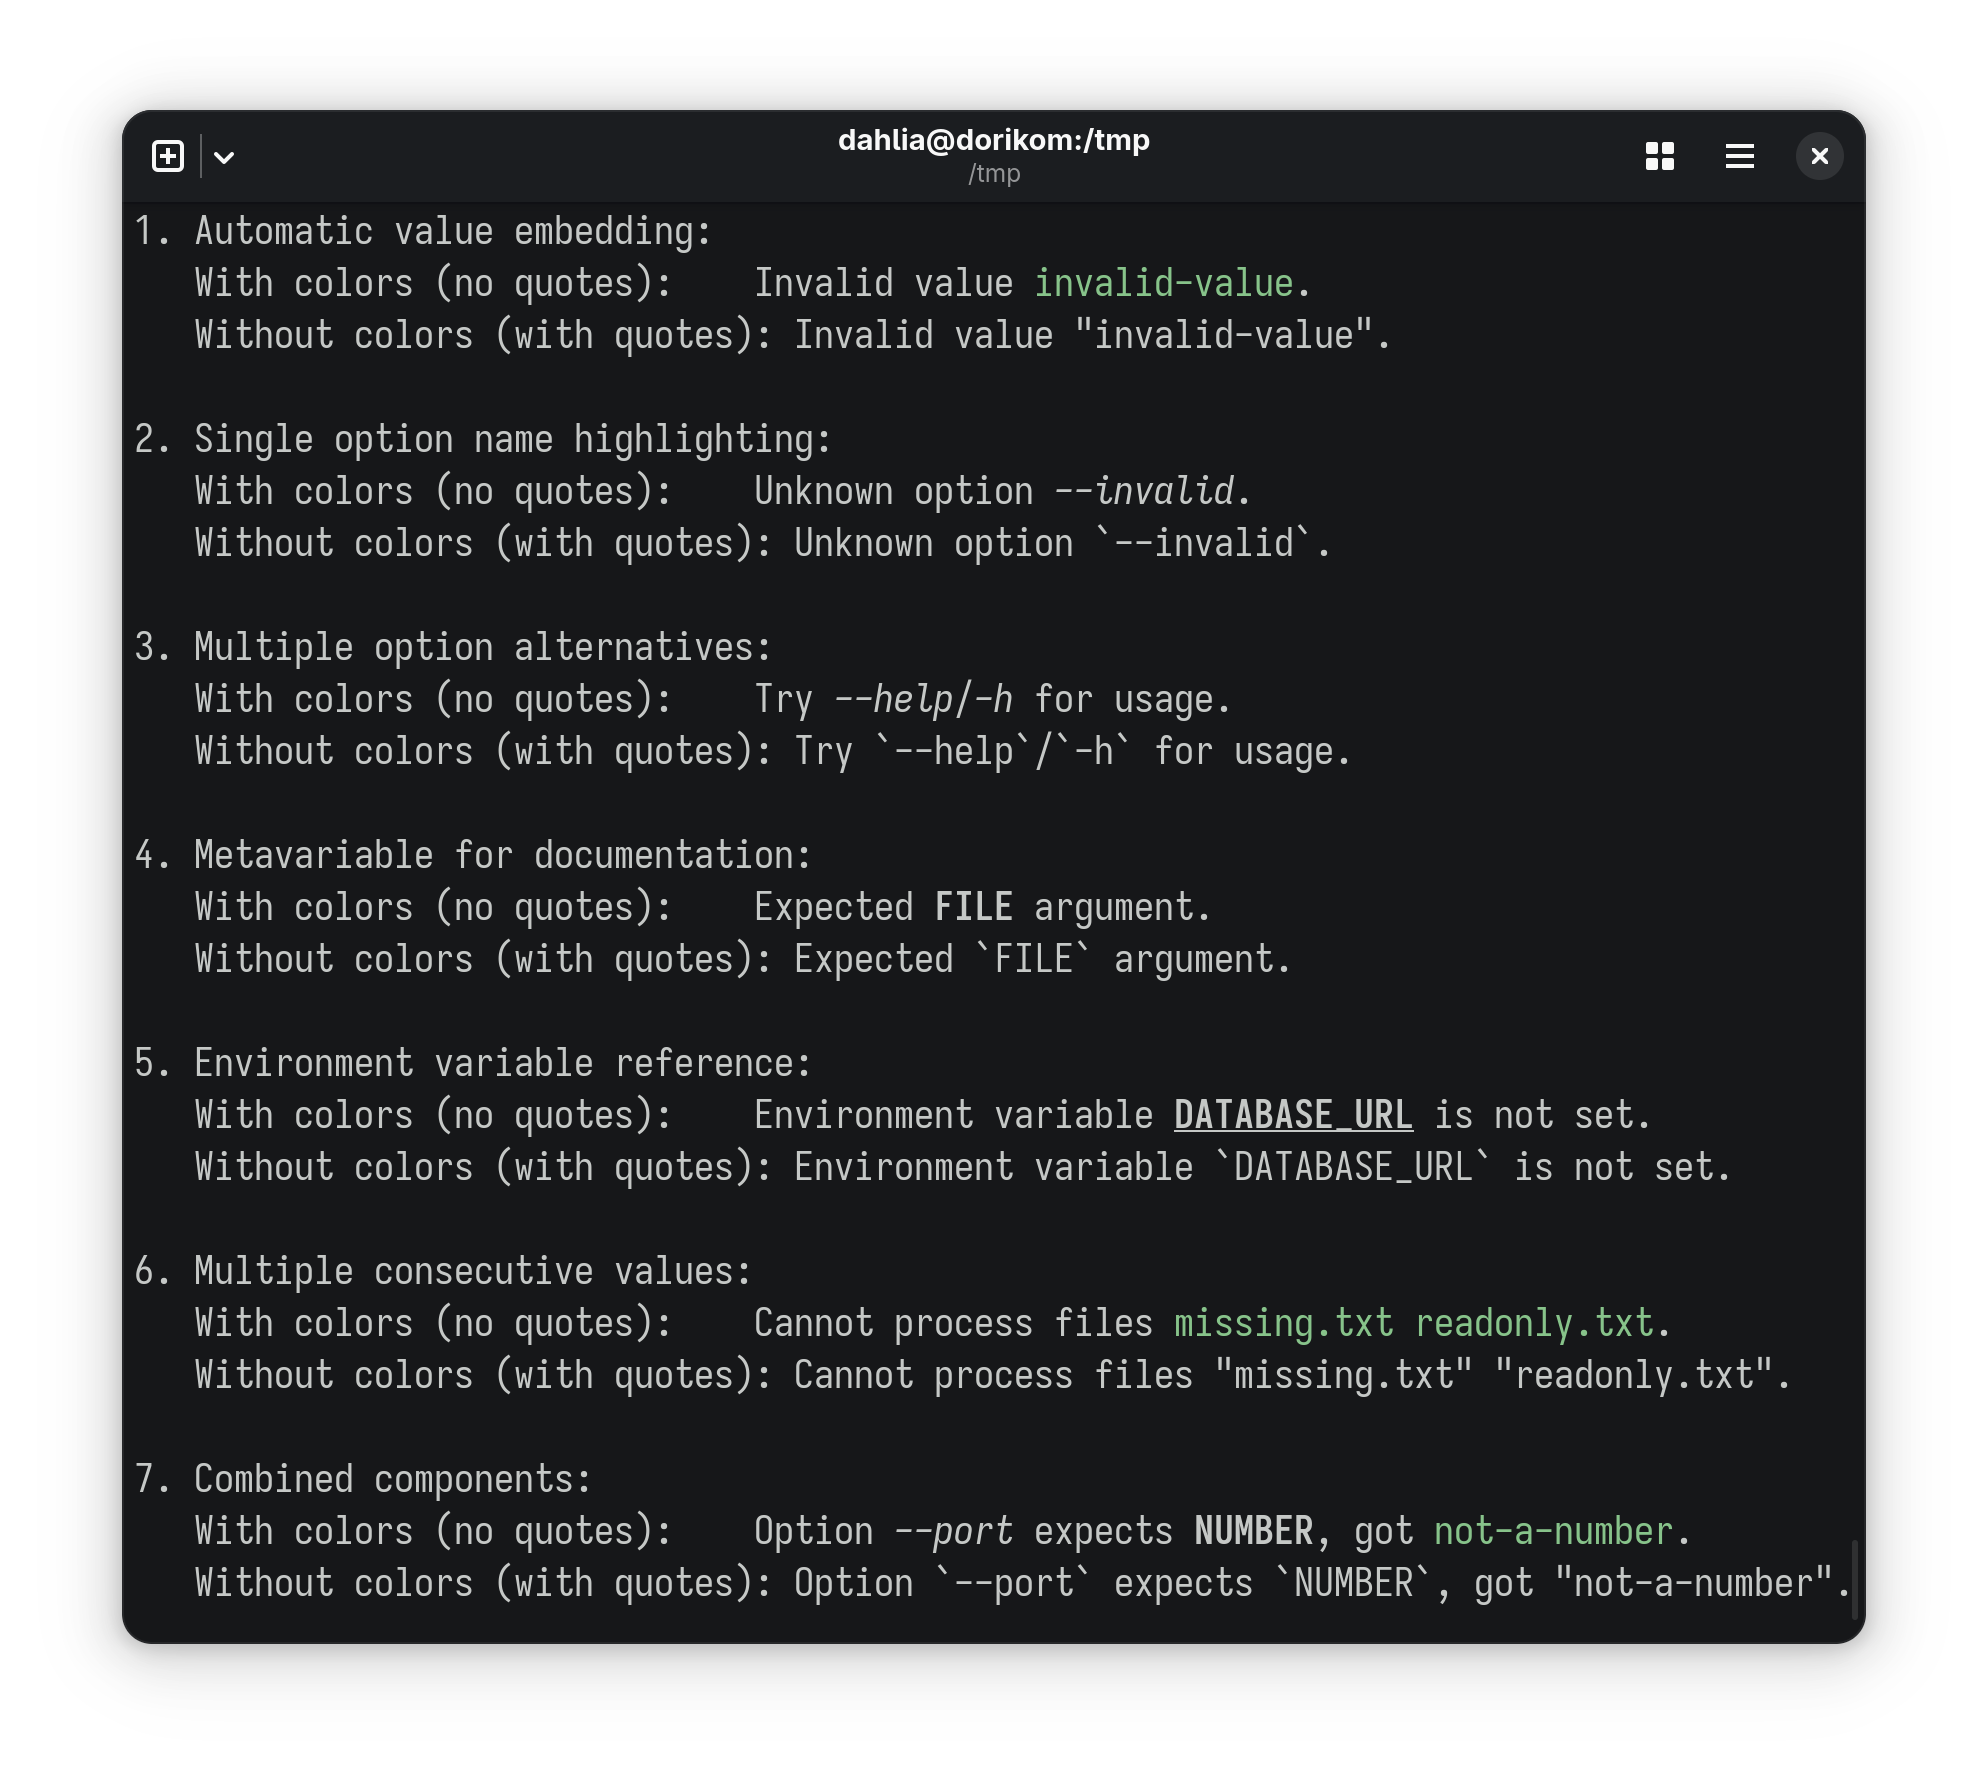 dahlia@dorikom:/tmp
/tmp
1. Automatic value embedding:
   With colors (no quotes):    Invalid value invalid-value.
   Without colors (with quotes): Invalid value "invalid-value".
2. Single option name highlighting:
   With colors (no quotes):    Unknown option --invalid.
   Without colors (with quotes): Unknown option `--invalid`.
3. Multiple option alternatives:
   With colors (no quotes):    Try --help/-h for usage.
   Without colors (with quotes): Try `--help`/`-h` for usage.
4. Metavariable for documentation:
   With colors (no quotes):    Expected FILE argument.
   Without colors (with quotes): Expected `FILE` argument.
5. Environment variable reference:
   With colors (no quotes):    Environment variable DATABASE_URL is not set.
   Without colors (with quotes): Environment variable `DATABASE_URL` is not set.
6. Multiple consecutive values:
   With colors (no quotes):    Cannot process files missing.txt readonly.txt.
   Without colors (with quotes): Cannot process files "missing.txt" "readonly.txt".
7. Combined components:
   With colors (no quotes):    Option --port expects NUMBER, got not-a-number.
   Without colors (with quotes): Option `--port` expects `NUMBER`, got "not-a-number".